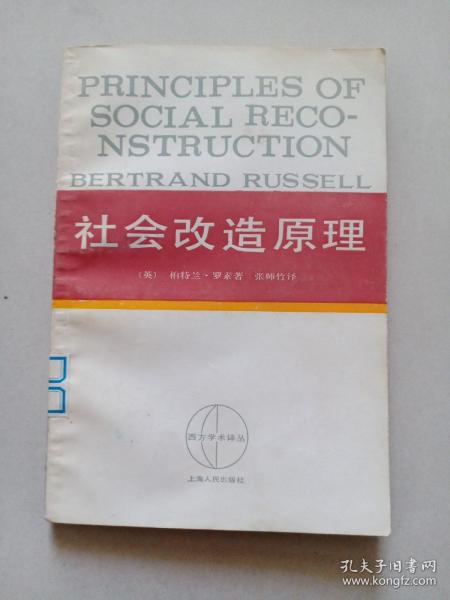 PRINCIPLES OF
SOCIAL RECO-
NSTRUCTION
BERTRAND RUSSELL
社会改造原理
（英） 柏特兰·罗素著 张师竹译
西方学术译丛
上海人民出版社
孔夫子旧书网
www.kongfz.com